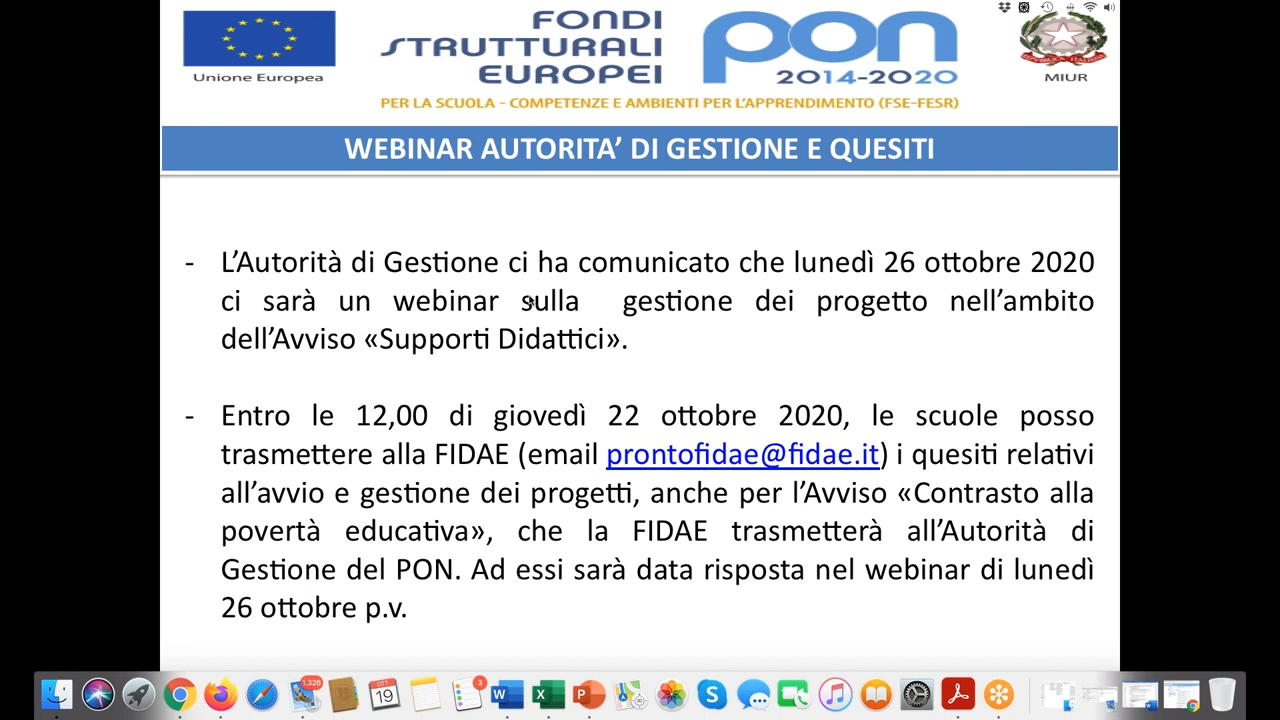 FONDI
STRUTTURALI
EUROPEI
pon
2014-2020
Unione Europea
MIUR
PER LA SCUOLA - COMPETENZE E AMBIENTI PER L'APPRENDIMENTO (FSE-FESR)
WEBINAR AUTORITA' DI GESTIONE E QUESITI
- L'Autorità di Gestione ci ha comunicato che lunedì 26 ottobre 2020
ci sarà un webinar sulla gestione dei progetto nell'ambito
dell'Avviso «Supporti Didattici».
- Entro le 12,00 di giovedì 22 ottobre 2020, le scuole posso
trasmettere alla FIDAE (email prontofidae@fidae.it) i quesiti relativi
all'avvio e gestione dei progetti, anche per l'Avviso «Contrasto alla
povertà educativa», che la FIDAE trasmetterà all'Autorità di
Gestione del PON. Ad essi sarà data risposta nel webinar di lunedì
26 ottobre p.v.
1.326
OTT
19
3
W
X
P
S